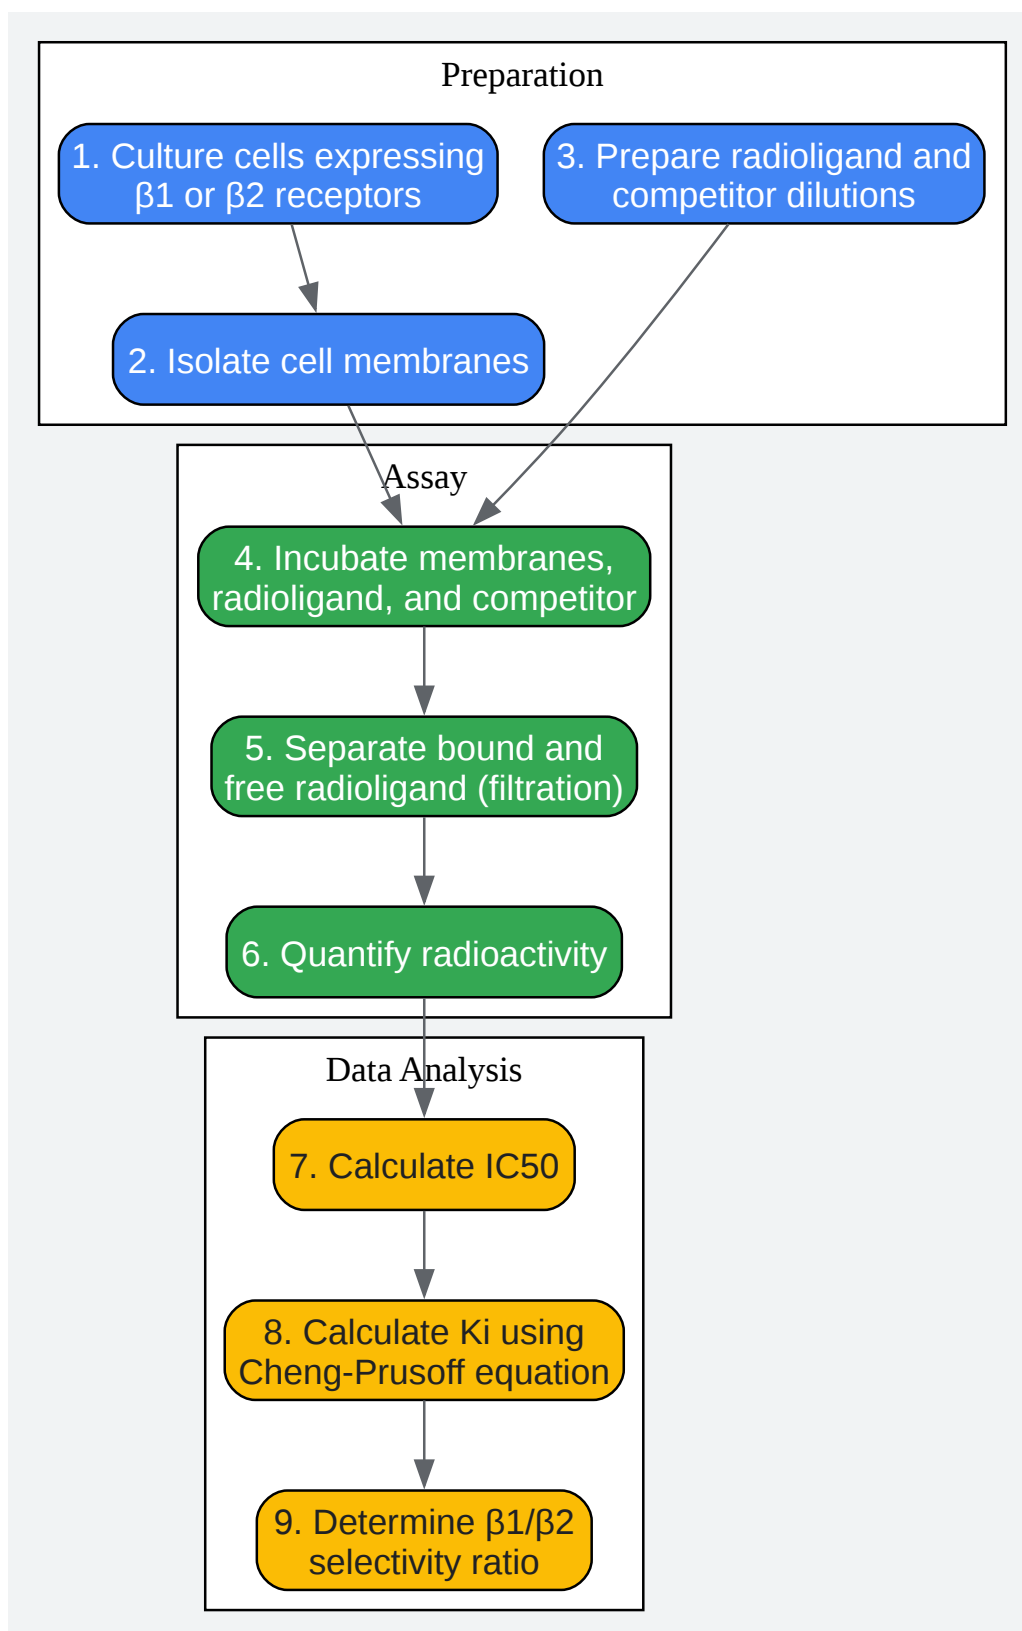 Preparation
1. Culture cells expressing
β1 or β2 receptors
3. Prepare radioligand and
competitor dilutions
2. Isolate cell membranes
Assay
4. Incubate membranes,
radioligand, and competitor
5. Separate bound and
free radioligand (filtration)
6. Quantify radioactivity
Data Analysis
7. Calculate IC50
8. Calculate Ki using
Cheng-Prusoff equation
9. Determine β1/β2
selectivity ratio